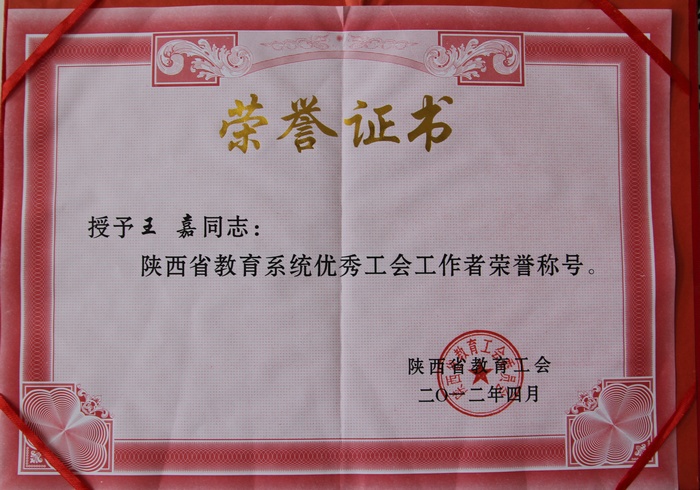 荣誉证书
授予王 嘉同志：
陕西省教育系统优秀工会工作者荣誉称号。
陕西省教育工会
二〇一二年四月